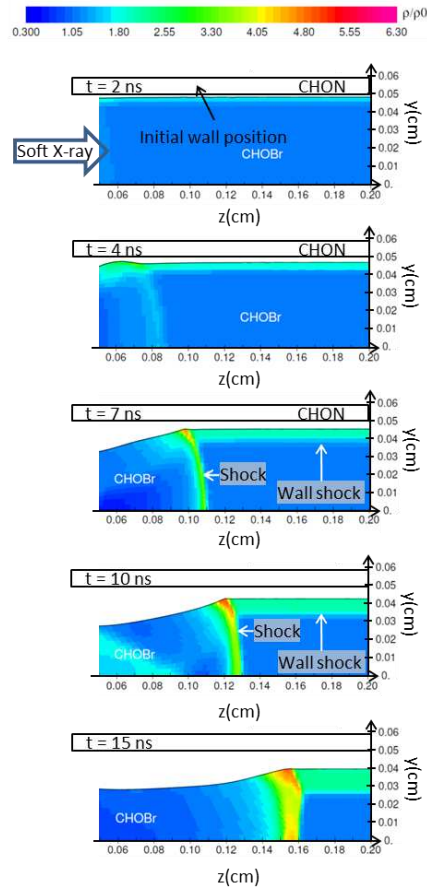 ρ/ρ0
0.300 1.05 1.80 2.55 3.30 4.05 4.80 5.55 6.30
t = 2 ns CHON
Initial wall position
CHOBr
Soft X-ray
0.06
0.05
0.04
0.03
0.02
0.01
0.
y(cm)
0.06 0.08 0.10 0.12 0.14 0.16 0.18 0.20
z(cm)
t = 4 ns CHON
CHOBr
0.06
0.05
0.04
0.03
0.02
0.01
0.
y(cm)
0.06 0.08 0.10 0.12 0.14 0.16 0.18 0.20
z(cm)
t = 7 ns CHON
CHOBr
Shock
Wall shock
0.06
0.05
0.04
0.03
0.02
0.01
0.
y(cm)
0.06 0.08 0.10 0.12 0.14 0.16 0.18 0.20
z(cm)
t = 10 ns
Shock
CHOBr
Wall shock
0.06
0.05
0.04
0.03
0.02
0.01
0.
y(cm)
0.06 0.08 0.10 0.12 0.14 0.16 0.18 0.20
z(cm)
t = 15 ns
CHOBr
0.06
0.05
0.04
0.03
0.02
0.01
0.
y(cm)
0.06 0.08 0.10 0.12 0.14 0.16 0.18 0.20
z(cm)